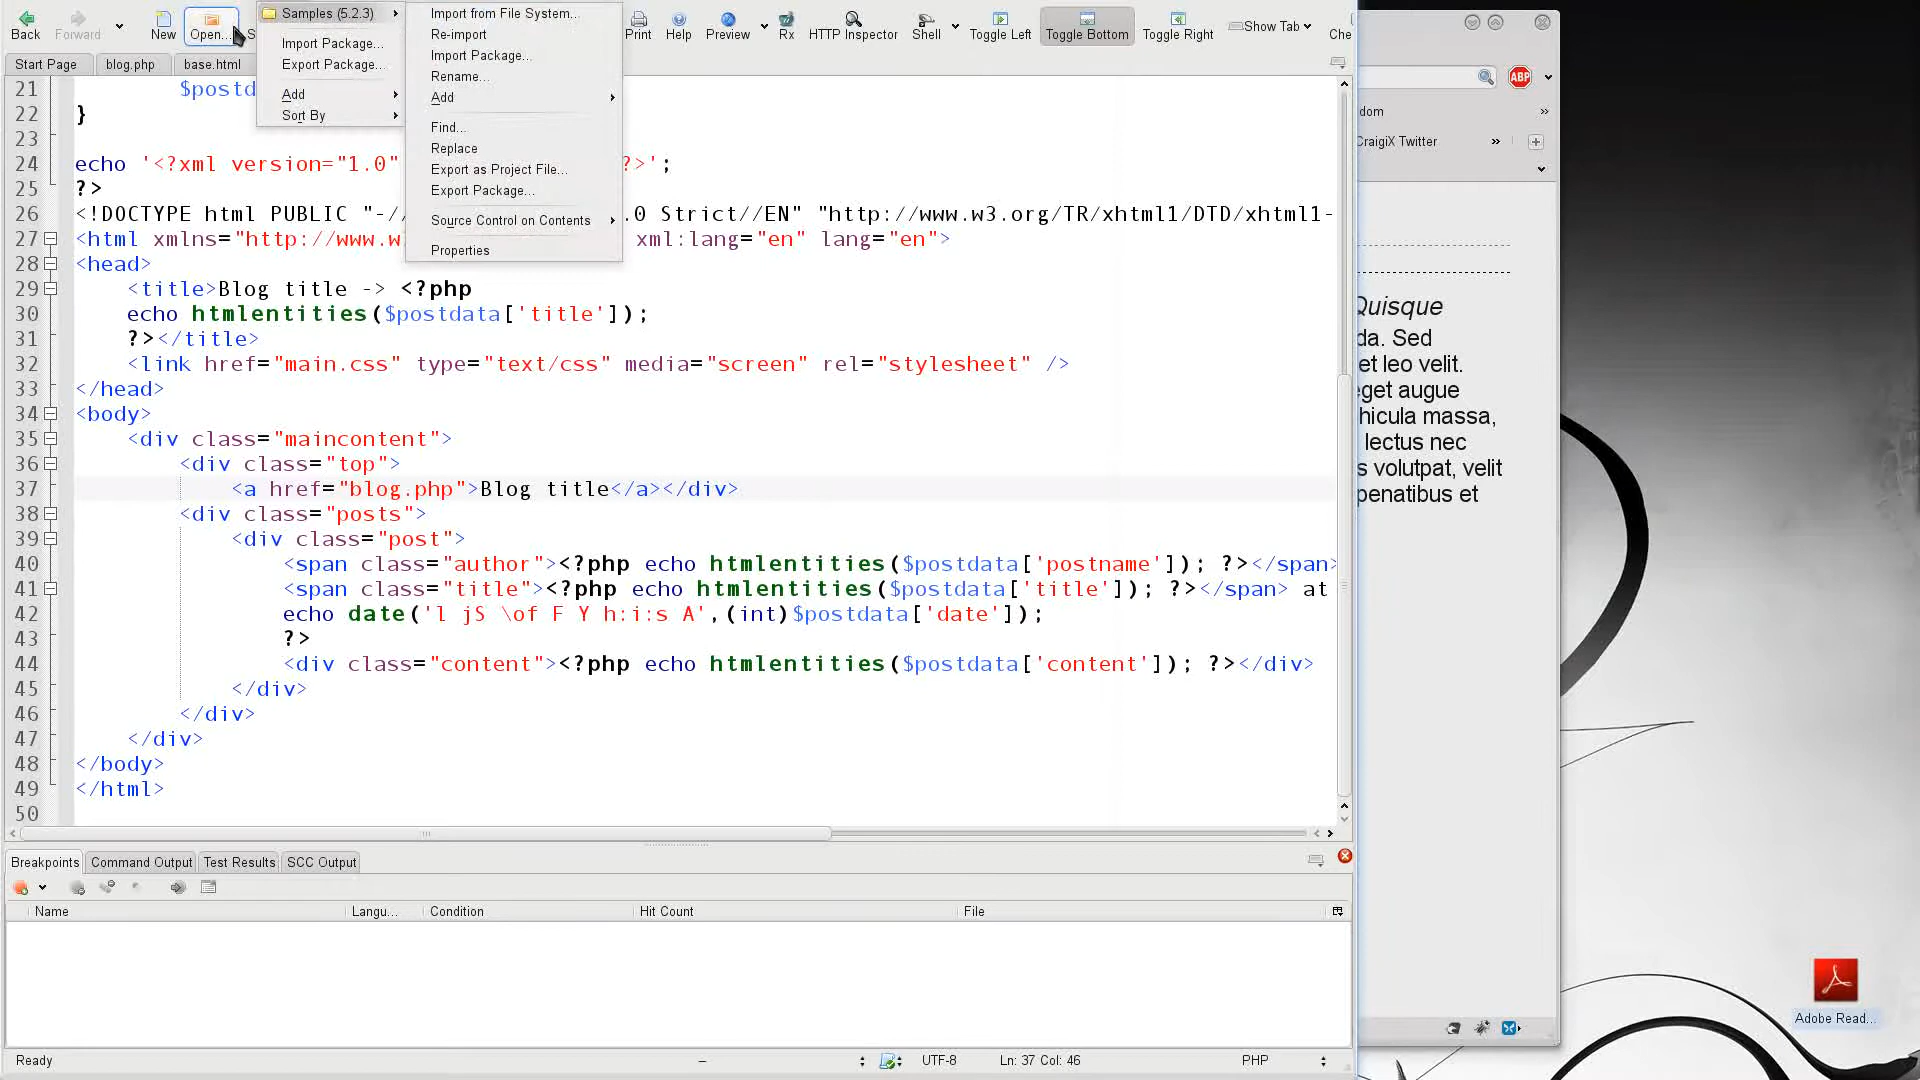 Back Forward New Open... S Print Help Preview Rx HTTP Inspector Shell Toggle Left Toggle Bottom Toggle Right Show Tab Che
Samples (5.2.3)
Import Package...
Export Package...
Add
Sort By
Import from File System...
Re-import
Import Package...
Rename...
Add
Find...
Replace
Export as Project File...
Export Package...
Source Control on Contents
Properties
Start Page blog.php base.html
21 $postd
22 }
23
24 echo '<?xml version="1.0" ?>';
25 ?>
26 <!DOCTYPE html PUBLIC "-// .0 Strict//EN" "http://www.w3.org/TR/xhtml1/DTD/xhtml1-
27 <html xmlns="http://www.w xml:lang="en" lang="en">
28 <head>
29 <title>Blog title -> <?php
30 echo htmlentities($postdata['title']);
31 ?></title>
32 <link href="main.css" type="text/css" media="screen" rel="stylesheet" />
33 </head>
34 <body>
35 <div class="maincontent">
36 <div class="top">
37 <a href="blog.php">Blog title</a></div>
38 <div class="posts">
39 <div class="post">
40 <span class="author"><?php echo htmlentities($postdata['postname']); ?></span>
41 <span class="title"><?php echo htmlentities($postdata['title']); ?></span> at
42 echo date('l jS \of F Y h:i:s A',(int)$postdata['date']);
43 ?>
44 <div class="content"><?php echo htmlentities($postdata['content']); ?></div>
45 </div>
46 </div>
47 </div>
48 </body>
49 </html>
50
Breakpoints Command Output Test Results SCC Output
Name Langu... Condition Hit Count File
Ready UTF-8 Ln: 37 Col: 46 PHP
ABP
dom »
CraigiX Twitter »
Quisque
da. Sed
et leo velit.
eget augue
hicula massa,
lectus nec
s volutpat, velit
penatibus et
Adobe Read...